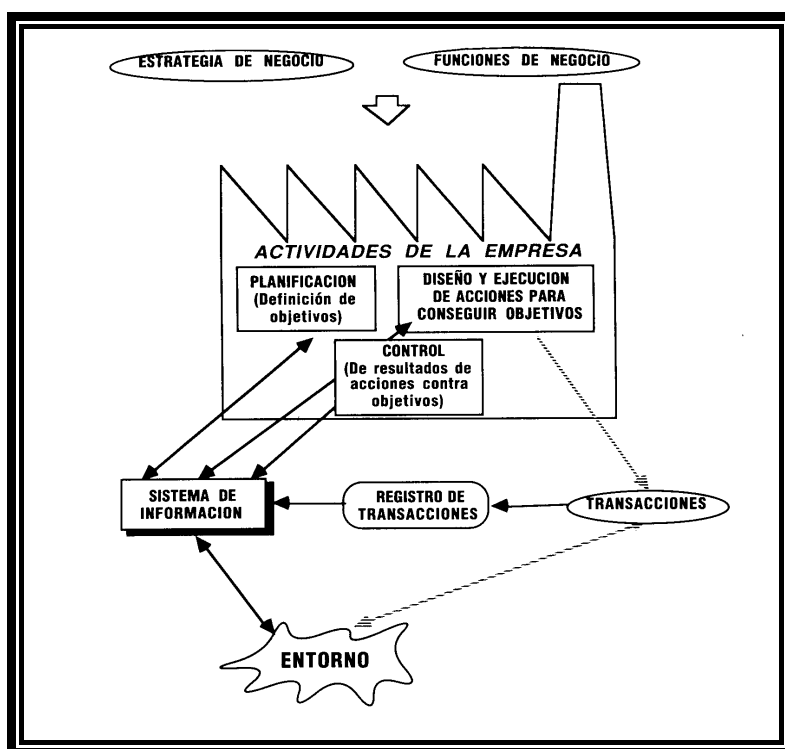 ESTRATEGIA DE NEGOCIO
FUNCIONES DE NEGOCIO
ACTIVIDADES DE LA EMPRESA
PLANIFICACION
(Definición de
objetivos)
DISEÑO Y EJECUCION
DE ACCIONES PARA
CONSEGUIR OBJETIVOS
CONTROL
(De resultados de
acciones contra
objetivos)
SISTEMA DE
INFORMACION
REGISTRO DE
TRANSACCIONES
TRANSACCIONES
ENTORNO